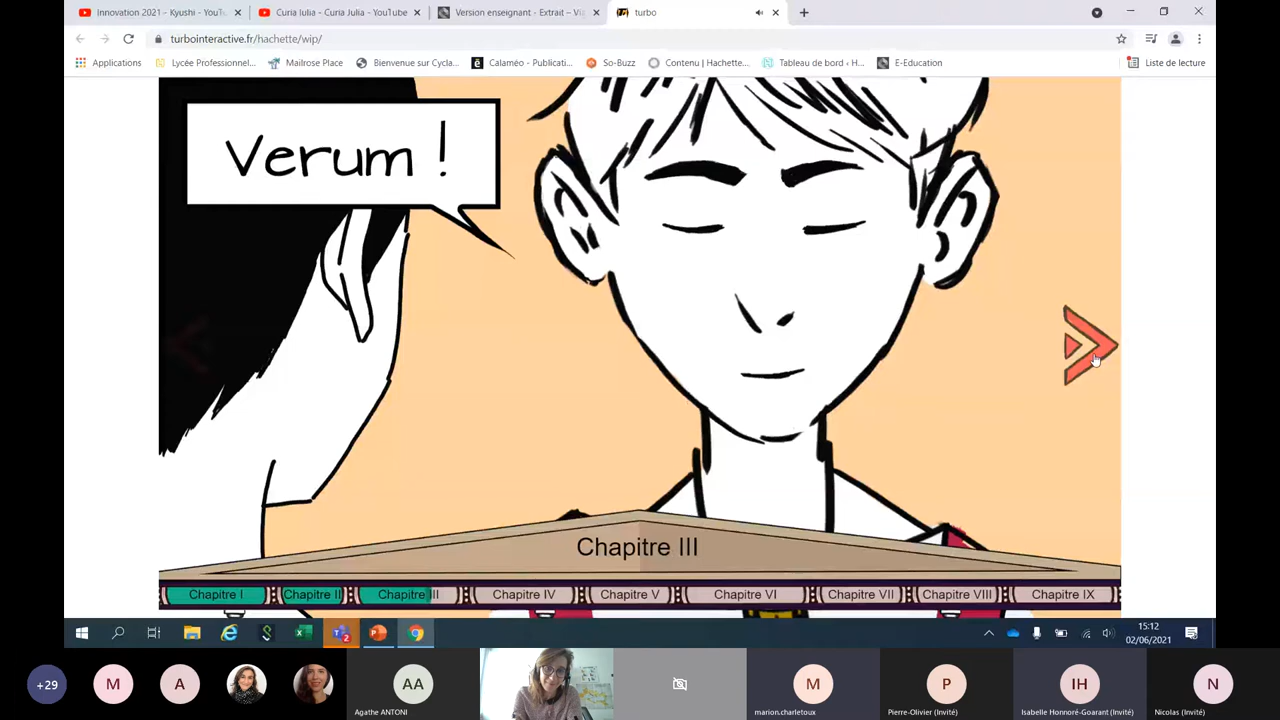 Innovation 2021 - Kyushi - YouT
Curia Iulia - Curia Julia - YouTube
Version enseignant - Extrait – Via
turbo
turbointeractive.fr/hachette/wip/
Applications
Lycée Professionnel...
Mailrose Place
Bienvenue sur Cycla...
Calaméo - Publicati...
So-Buzz
Contenu | Hachette...
Tableau de bord ‹ H...
E-Education
Liste de lecture
Verum !
Chapitre III
Chapitre I
Chapitre II
Chapitre III
Chapitre IV
Chapitre V
Chapitre VI
Chapitre VII
Chapitre VIII
Chapitre IX
15:12
02/06/2021
+29
M
A
AA
Agathe ANTONI
M
marion.charletoux
P
Pierre-Olivier (Invité)
IH
Isabelle Honnoré-Goarant (Invité)
N
Nicolas (Invité)